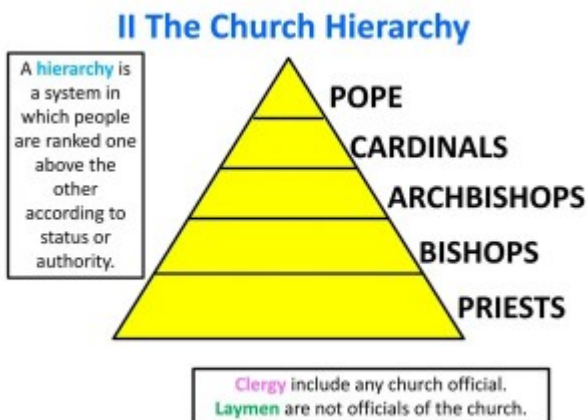 II The Church Hierarchy
A hierarchy is
a system in
which people
are ranked one
above the
other
according to
status or
authority.
POPE
CARDINALS
ARCHBISHOPS
BISHOPS
PRIESTS
Clergy include any church official.
Laymen are not officials of the church.